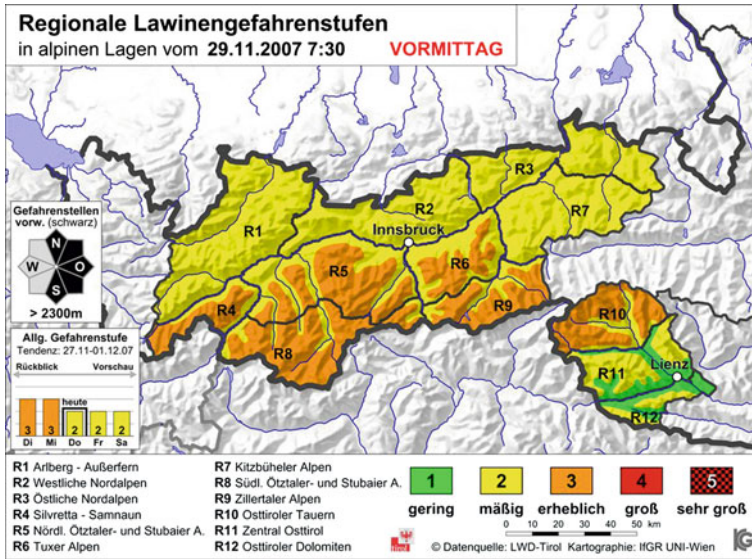 Regionale Lawinengefahrenstufen
in alpinen Lagen vom 29.11.2007 7:30 VORMITTAG
R1
R2
R3
R7
Innsbruck
R5
R6
R4
R9
R8
R10
R11
Lienz
R12
Gefahrenstellen
vorw. (schwarz)
N
W O
S
> 2300m
Allg. Gefahrenstufe
Tendenz: 27.11-01.12.07
Rückblick Vorschau
heute
3 3 2 2 2
Di Mi Do Fr Sa
R1 Arlberg - Außerfern
R2 Westliche Nordalpen
R3 Östliche Nordalpen
R4 Silvretta - Samnaun
R5 Nördl. Ötztaler- und Stubaier A.
R6 Tuxer Alpen
R7 Kitzbüheler Alpen
R8 Südl. Ötztaler- und Stubaier A.
R9 Zillertaler Alpen
R10 Osttiroler Tauern
R11 Zentral Osttirol
R12 Osttiroler Dolomiten
1 2 3 4 5
gering mäßig erheblich groß sehr groß
0 10 20 30 40 50 km
© Datenquelle: LWD-Tirol Kartographie: IfGR UNI-Wien